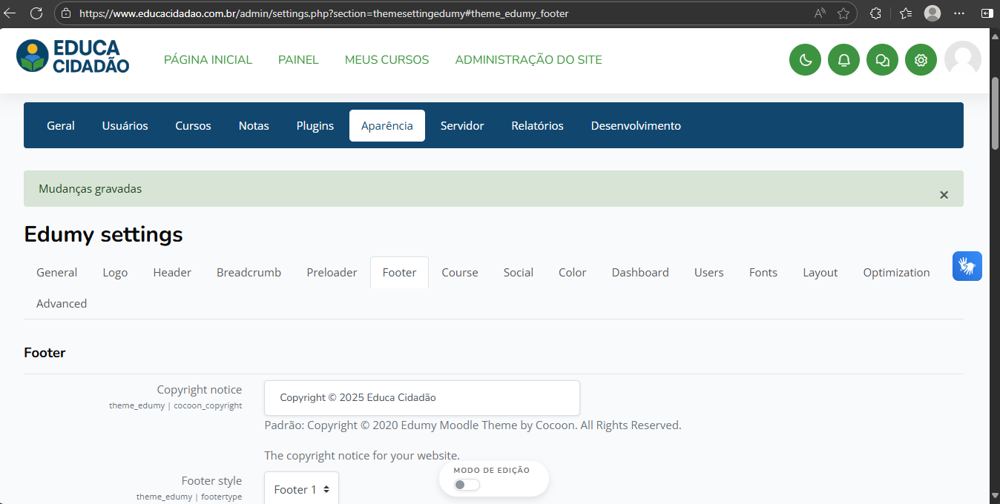 https://www.educacidadao.com.br/admin/settings.php?section=themesettingedumy#theme_edumy_footer
EDUCA
CIDADÃO
PÁGINA INICIAL PAINEL MEUS CURSOS ADMINISTRAÇÃO DO SITE
Geral Usuários Cursos Notas Plugins Aparência Servidor Relatórios Desenvolvimento
Mudanças gravadas
Edumy settings
General Logo Header Breadcrumb Preloader Footer Course Social Color Dashboard Users Fonts Layout Optimization
Advanced
Footer
Copyright notice
theme_edumy | cocoon_copyright
Copyright © 2025 Educa Cidadão
Padrão: Copyright © 2020 Edumy Moodle Theme by Cocoon. All Rights Reserved.
The copyright notice for your website.
MODO DE EDIÇÃO
Footer style
theme_edumy | footertype
Footer 1